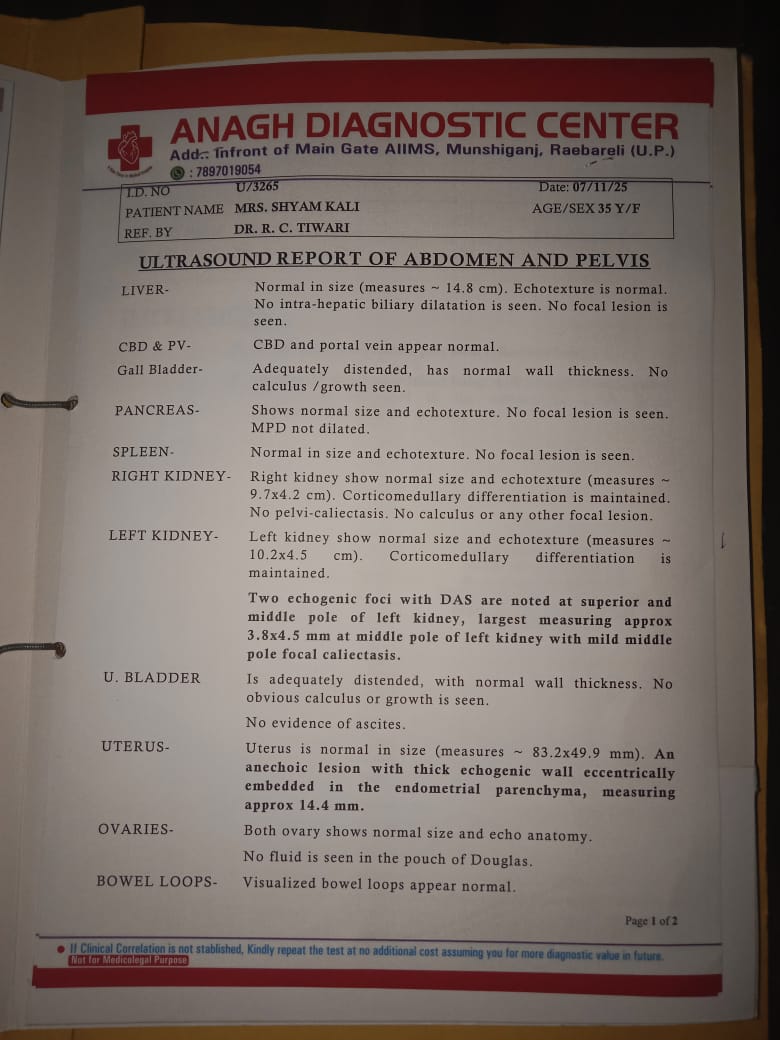 ANAGH DIAGNOSTIC CENTER
Add:: Infront of Main Gate AIIMS, Munshiganj, Raebareli (U.P.)
: 7897019054
I.D. NO U/3265 Date: 07/11/25
PATIENT NAME MRS. SHYAM KALI AGE/SEX 35 Y/F
REF. BY DR. R. C. TIWARI
ULTRASOUND REPORT OF ABDOMEN AND PELVIS
LIVER- Normal in size (measures ~ 14.8 cm). Echotexture is normal.
No intra-hepatic biliary dilatation is seen. No focal lesion is
seen.
CBD & PV- CBD and portal vein appear normal.
Gall Bladder- Adequately distended, has normal wall thickness. No
calculus /growth seen.
PANCREAS- Shows normal size and echotexture. No focal lesion is seen.
MPD not dilated.
SPLEEN- Normal in size and echotexture. No focal lesion is seen.
RIGHT KIDNEY- Right kidney show normal size and echotexture (measures ~
9.7x4.2 cm). Corticomedullary differentiation is maintained.
No pelvi-caliectasis. No calculus or any other focal lesion.
LEFT KIDNEY- Left kidney show normal size and echotexture (measures ~
10.2x4.5 cm). Corticomedullary differentiation is
maintained.
Two echogenic foci with DAS are noted at superior and
middle pole of left kidney, largest measuring approx
3.8x4.5 mm at middle pole of left kidney with mild middle
pole focal caliectasis.
U. BLADDER Is adequately distended, with normal wall thickness. No
obvious calculus or growth is seen.
No evidence of ascites.
UTERUS- Uterus is normal in size (measures ~ 83.2x49.9 mm). An
anechoic lesion with thick echogenic wall eccentrically
embedded in the endometrial parenchyma, measuring
approx 14.4 mm.
OVARIES- Both ovary shows normal size and echo anatomy.
No fluid is seen in the pouch of Douglas.
BOWEL LOOPS- Visualized bowel loops appear normal.
Page 1 of 2
If Clinical Correlation is not stablished, Kindly repeat the test at no additional cost assuming you for more diagnostic value in future.
Not for Medicolegal Purpose